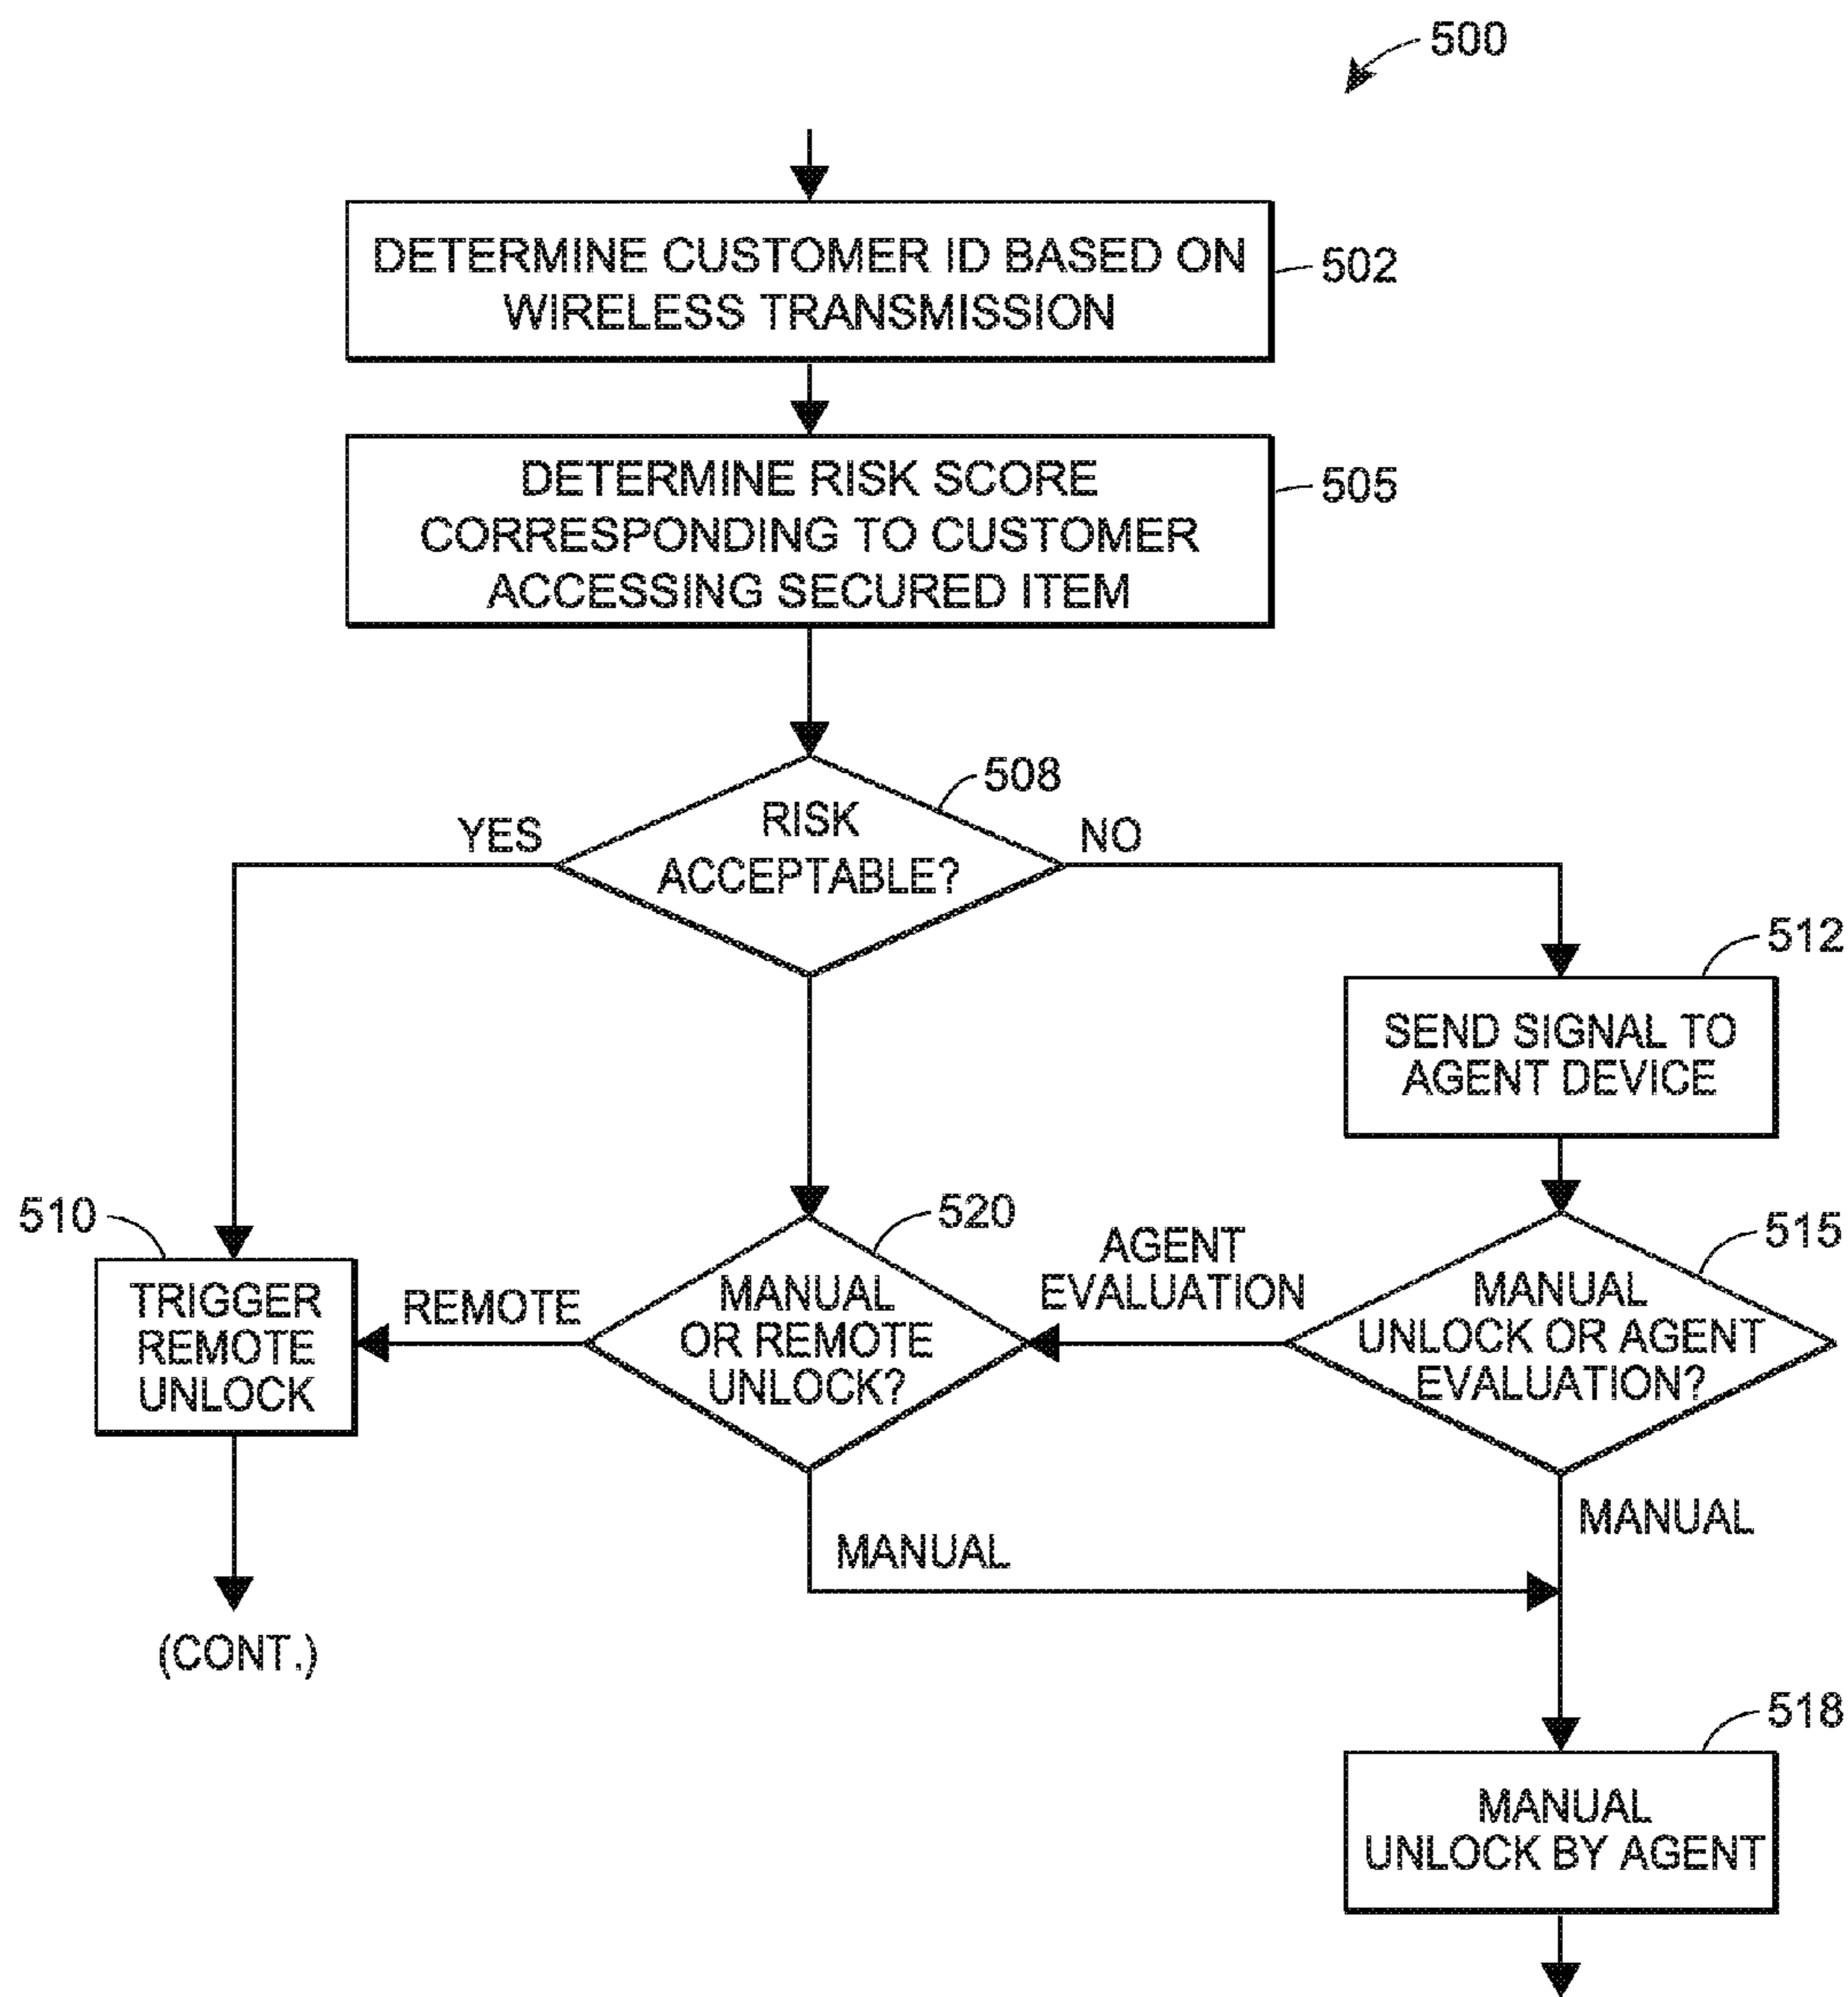 500
DETERMINE CUSTOMER ID BASED ON
WIRELESS TRANSMISSION
502
DETERMINE RISK SCORE
CORRESPONDING TO CUSTOMER
ACCESSING SECURED ITEM
505
508
RISK
ACCEPTABLE?
YES
NO
512
SEND SIGNAL TO
AGENT DEVICE
510
TRIGGER
REMOTE
UNLOCK
REMOTE
520
MANUAL
OR REMOTE
UNLOCK?
AGENT
EVALUATION
515
MANUAL
UNLOCK OR AGENT
EVALUATION?
MANUAL
MANUAL
(CONT.)
518
MANUAL
UNLOCK BY AGENT